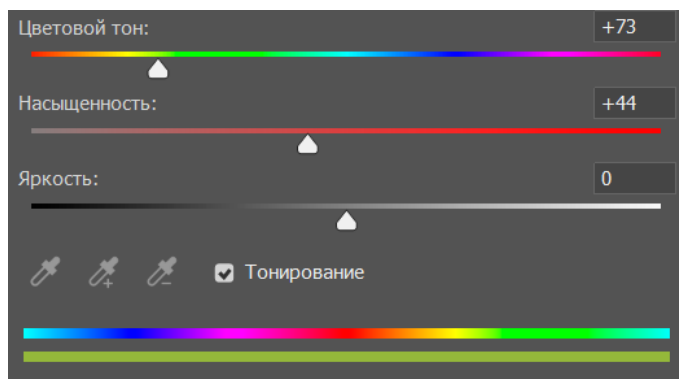 Цветовой тон: +73
Насыщенность: +44
Яркость: 0
Тонирование